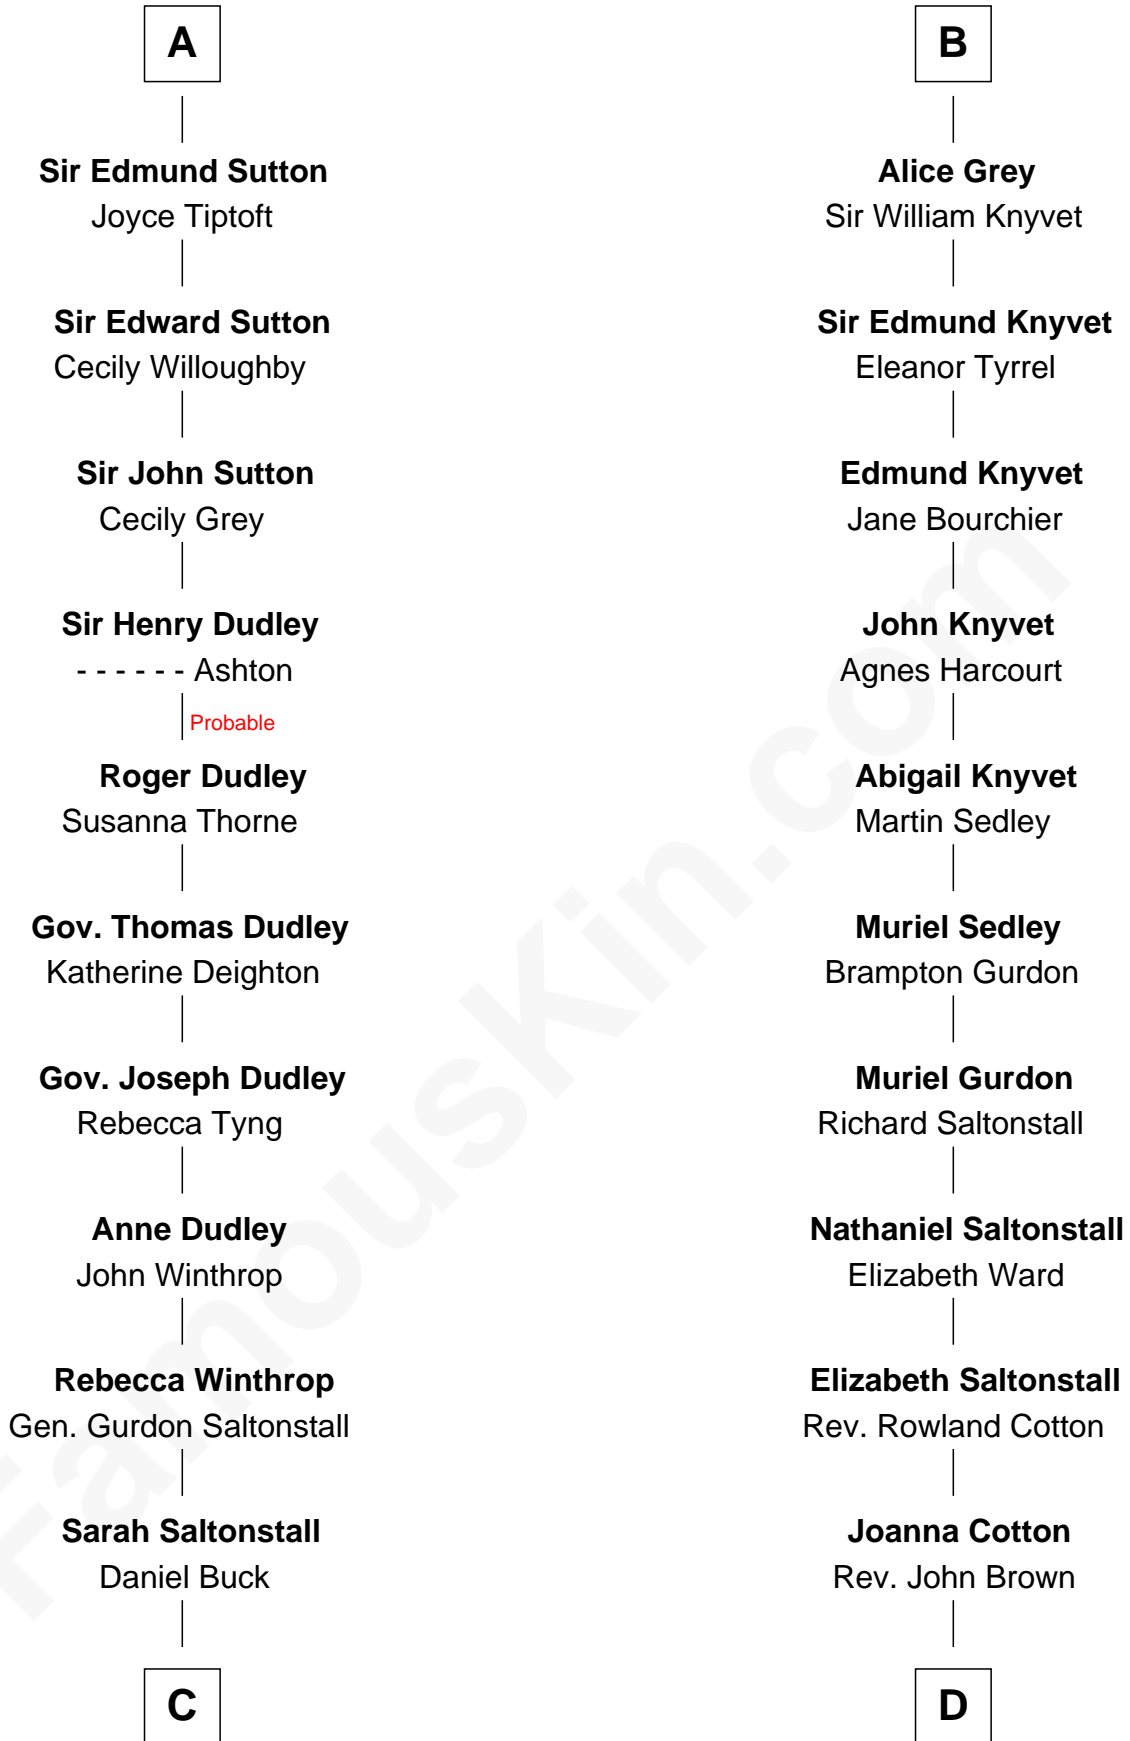 A
Sir Edmund Sutton
Joyce Tiptoft
Sir Edward Sutton
Cecily Willoughby
Sir John Sutton
Cecily Grey
Sir Henry Dudley
- - - - - - Ashton
Probable
Roger Dudley
Susanna Thorne
Gov. Thomas Dudley
Katherine Deighton
Gov. Joseph Dudley
Rebecca Tyng
Anne Dudley
John Winthrop
Rebecca Winthrop
Gen. Gurdon Saltonstall
Sarah Saltonstall
Daniel Buck
C
B
Alice Grey
Sir William Knyvet
Sir Edmund Knyvet
Eleanor Tyrrel
Edmund Knyvet
Jane Bourchier
John Knyvet
Agnes Harcourt
Abigail Knyvet
Martin Sedley
Muriel Sedley
Brampton Gurdon
Muriel Gurdon
Richard Saltonstall
Nathaniel Saltonstall
Elizabeth Ward
Elizabeth Saltonstall
Rev. Rowland Cotton
Joanna Cotton
Rev. John Brown
D
FamousKin.com